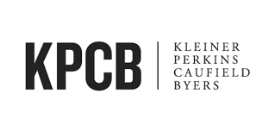 KPCB
KLEINER
PERKINS
CAUFIELD
BYERS